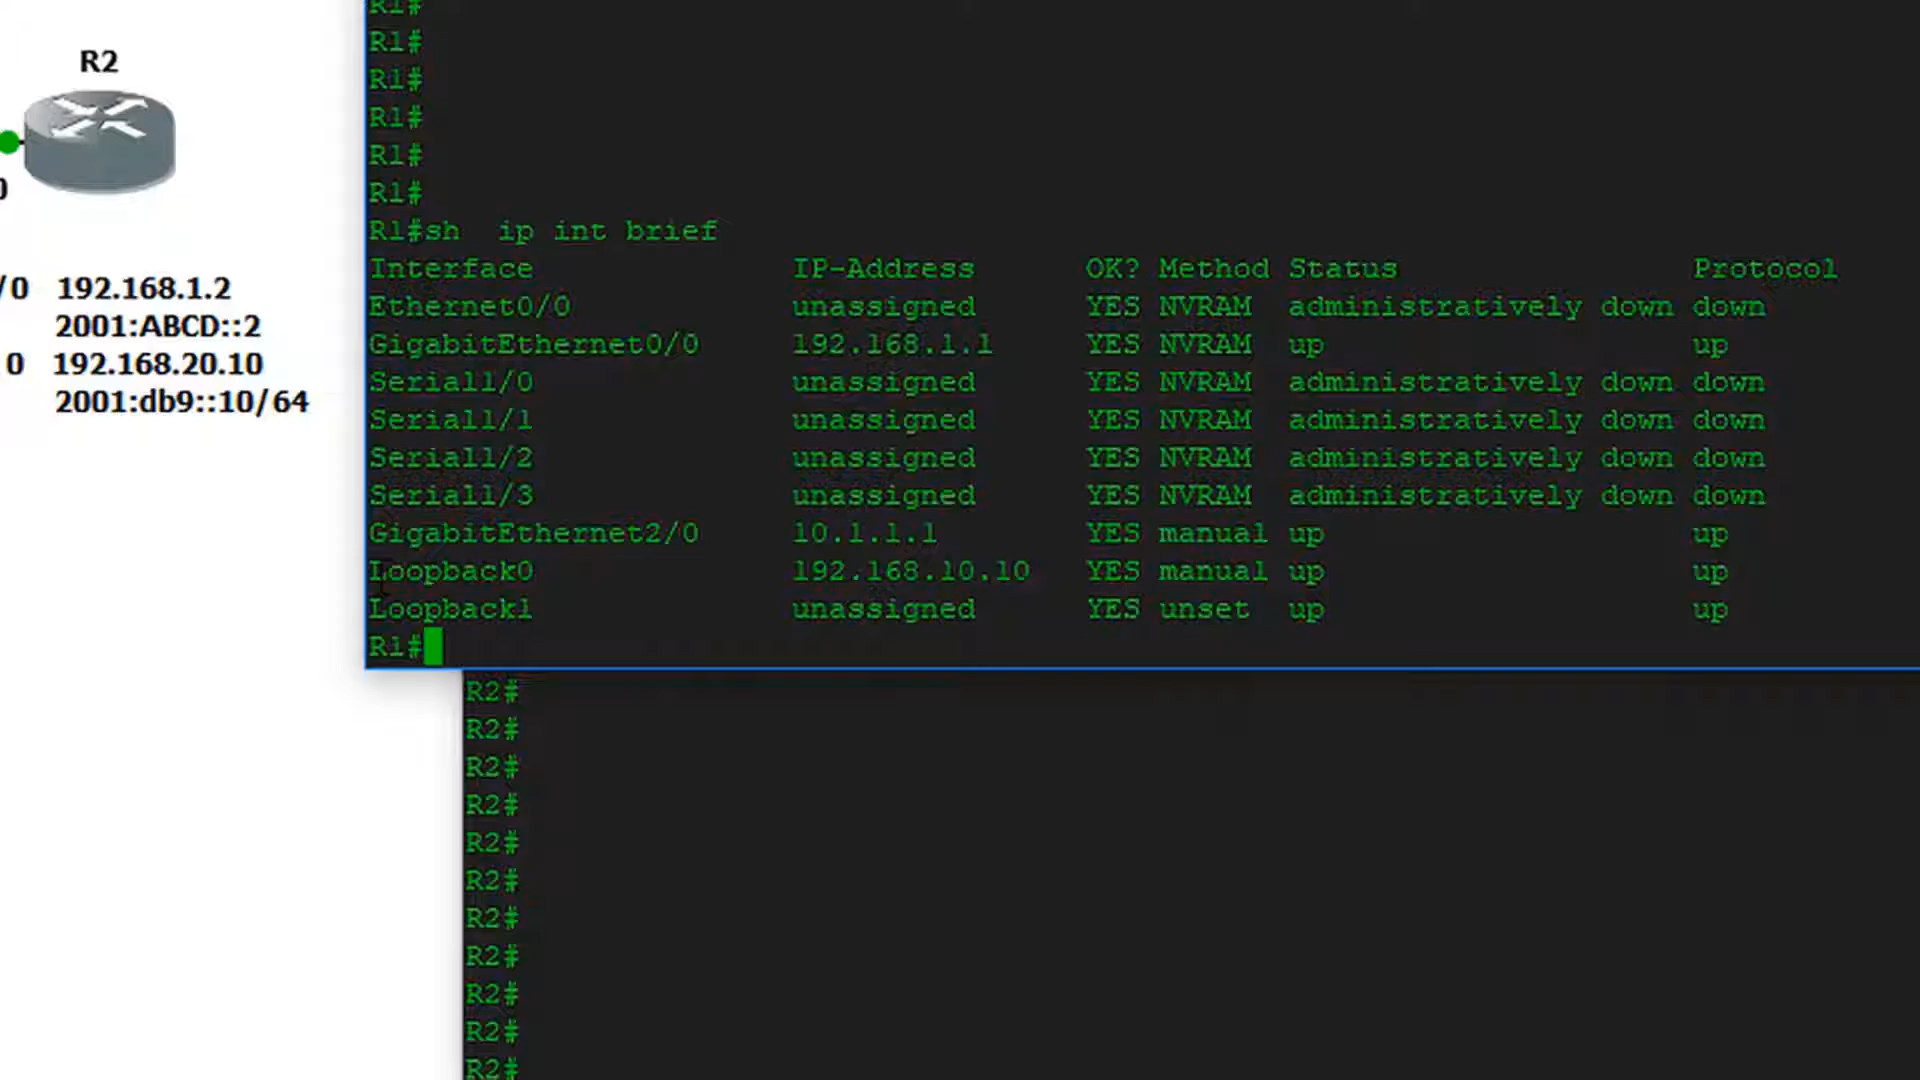 R2
0
/0 192.168.1.2
2001:ABCD::2
0 192.168.20.10
2001:db9::10/64
R1#
R1#
R1#
R1#
R1#
R1#
R1#sh  ip int brief
Interface IP-Address OK? Method Status Protocol
Ethernet0/0 unassigned YES NVRAM administratively down down
GigabitEthernet0/0 192.168.1.1 YES NVRAM up up
Serial1/0 unassigned YES NVRAM administratively down down
Serial1/1 unassigned YES NVRAM administratively down down
Serial1/2 unassigned YES NVRAM administratively down down
Serial1/3 unassigned YES NVRAM administratively down down
GigabitEthernet2/0 10.1.1.1 YES manual up up
Loopback0 192.168.10.10 YES manual up up
Loopback1 unassigned YES unset up up
R1#
R2#
R2#
R2#
R2#
R2#
R2#
R2#
R2#
R2#
R2#
R2#